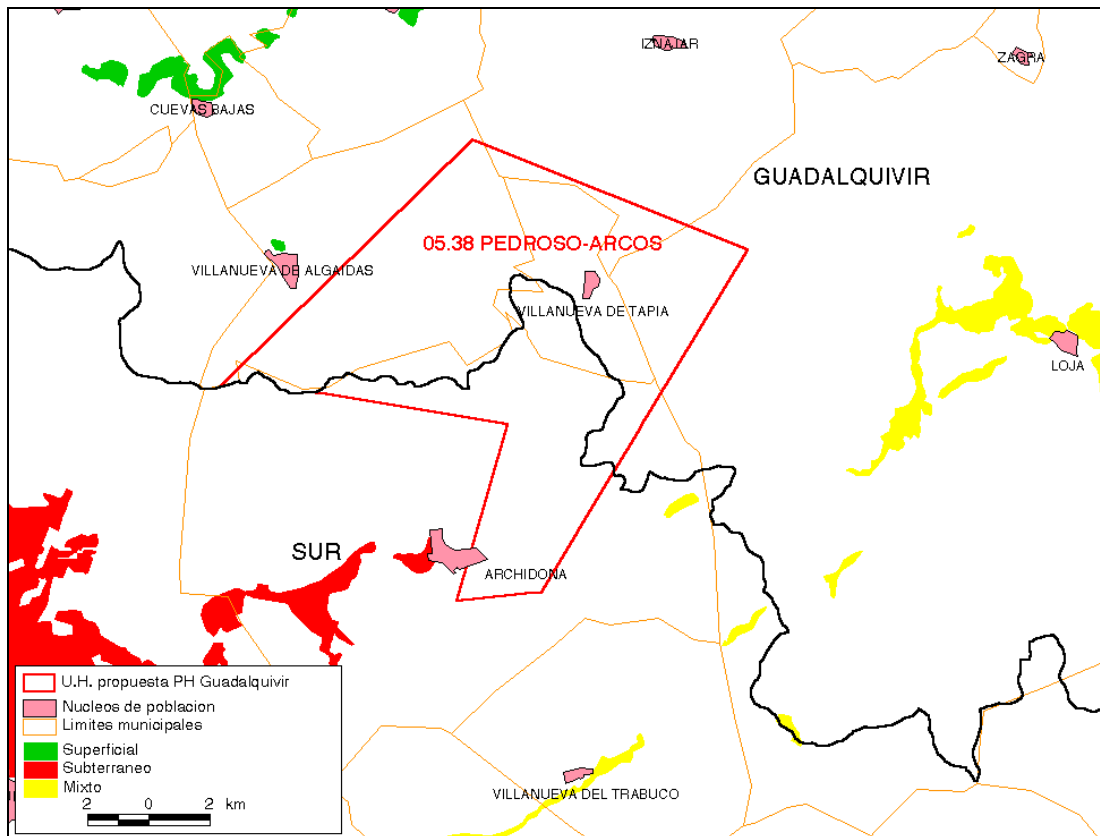 IZNAJAR
ZAGRA
CUEVAS BAJAS
GUADALQUIVIR
05.38 PEDROSO-ARCOS
VILLANUEVA DE ALGAIDAS
VILLANUEVA DE TAPIA
LOJA
SUR
ARCHIDONA
U.H. propuesta PH Guadalquivir
Nucleos de poblacion
Limites municipales
Superficial
Subterraneo
Mixto
2 0 2 km
VILLANUEVA DEL TRABUCO